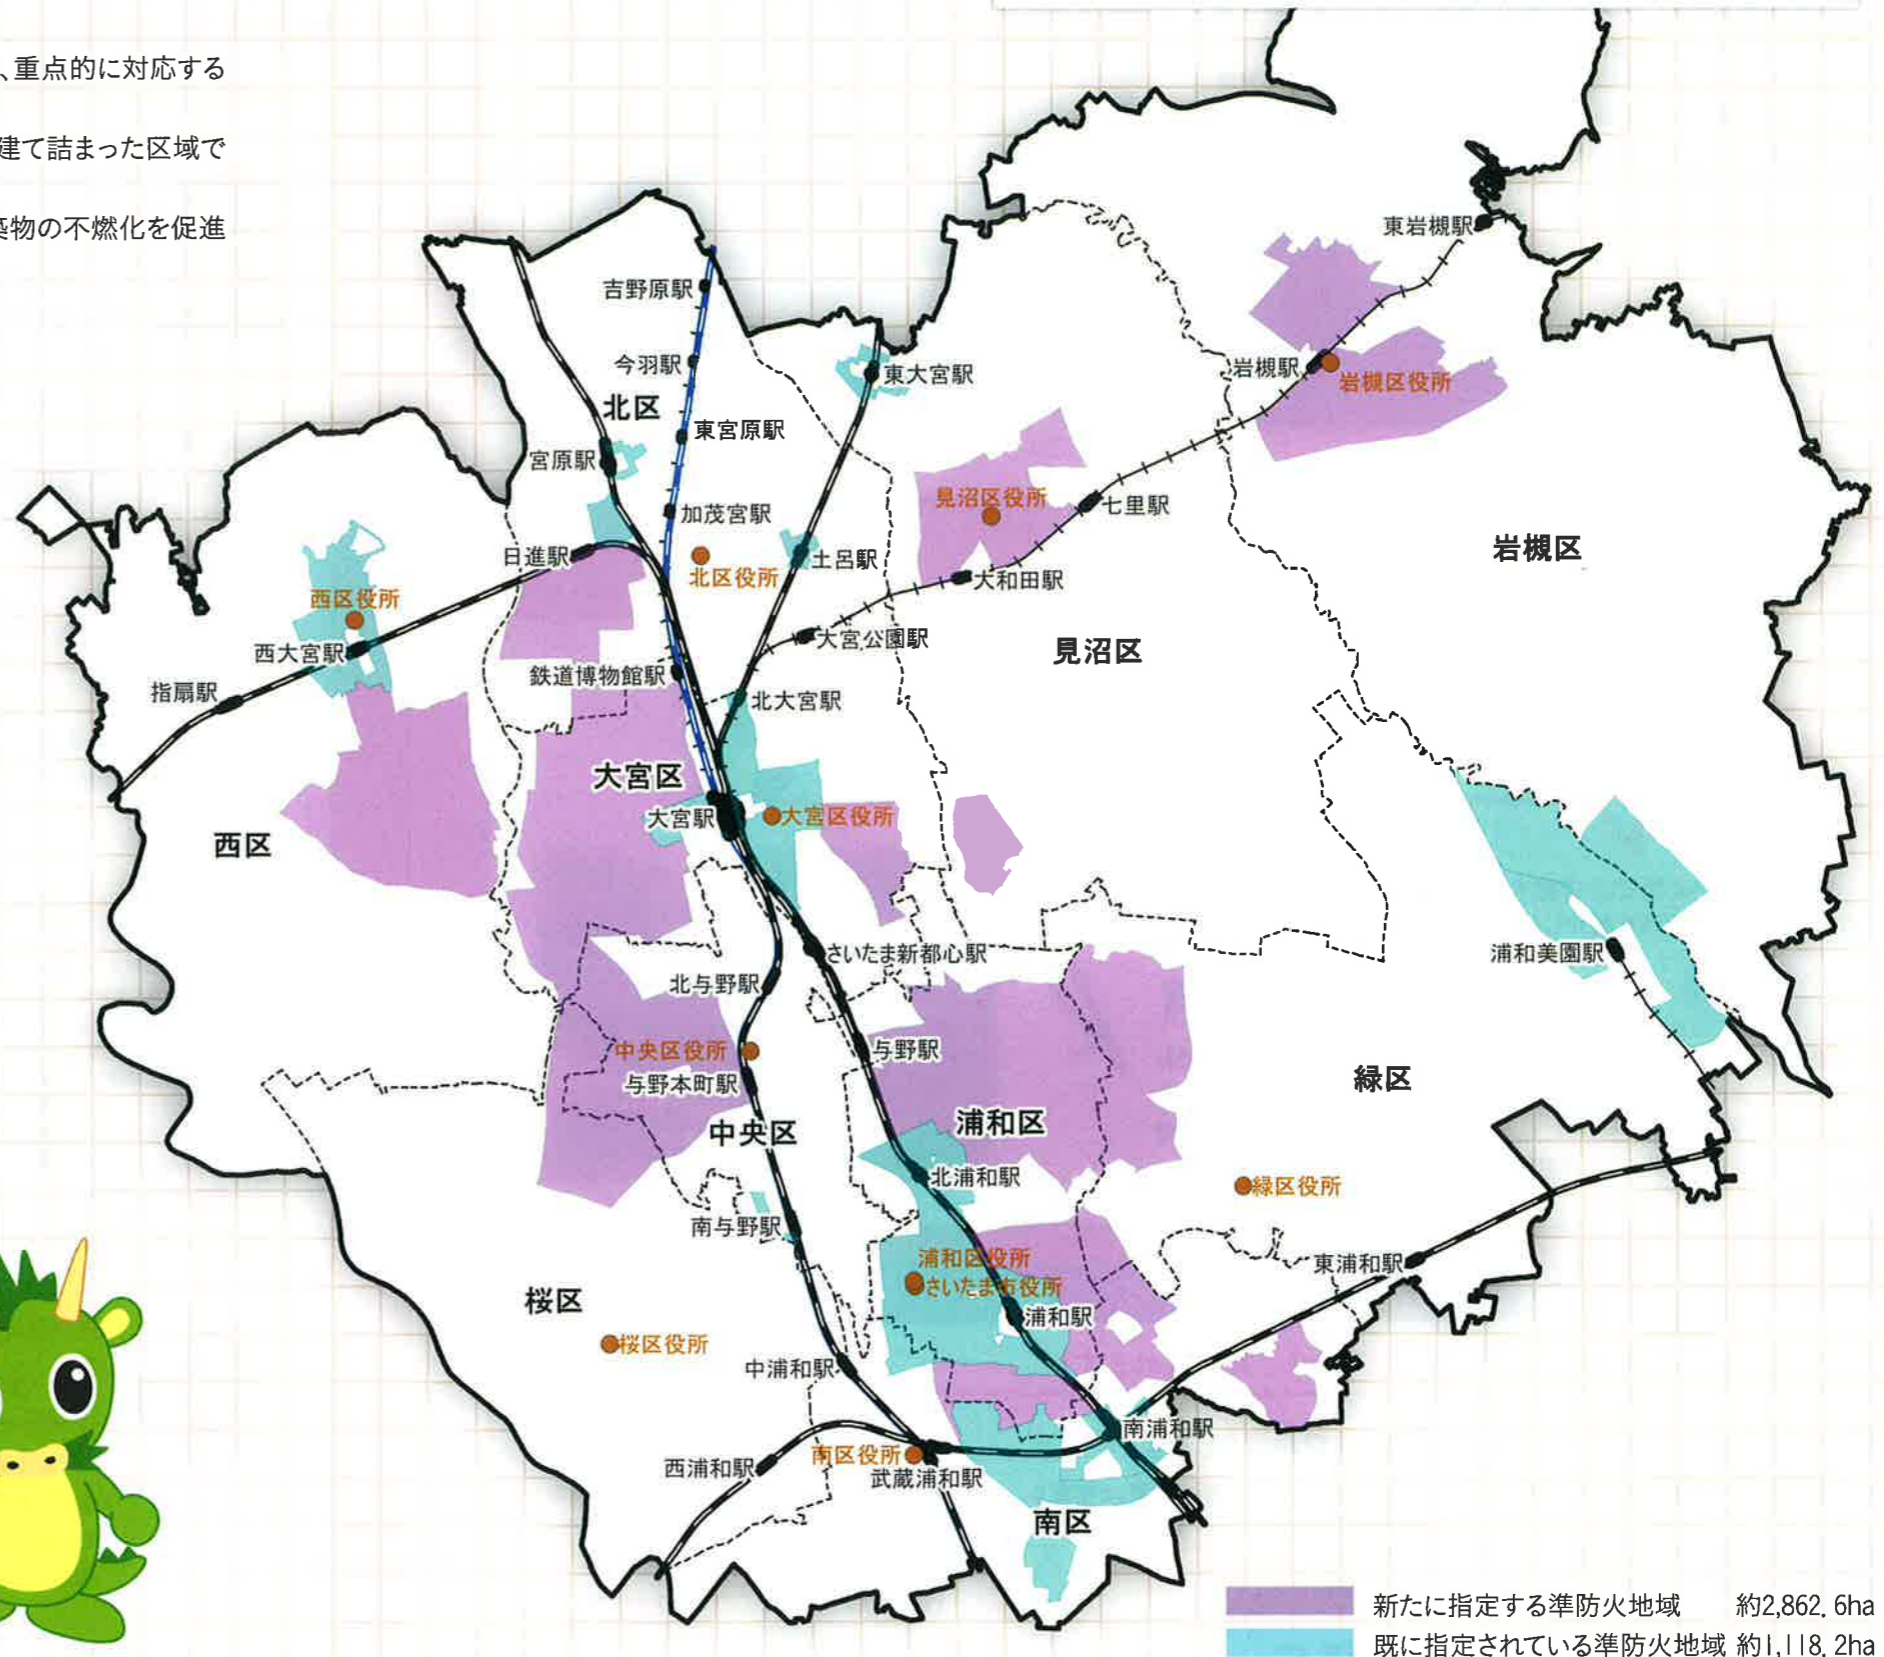 、重点的に対応する
建て詰まった区域で
築物の不燃化を促進
東岩槻駅
吉野原駅
今羽駅
東大宮駅
岩槻駅
岩槻区役所
北区
東宮原駅
宮原駅
見沼区役所
七里駅
加茂宮駅
岩槻区
日進駅
土呂駅
北区役所
大和田駅
西区役所
大宮公園駅
西大宮駅
見沼区
鉄道博物館駅
指扇駅
北大宮駅
大宮区
大宮駅
大宮区役所
西区
さいたま新都心駅
浦和美園駅
北与野駅
中央区役所
与野駅
与野本町駅
緑区
浦和区
中央区
北浦和駅
緑区役所
南与野駅
浦和区役所
東浦和駅
さいたま市役所
桜区
浦和駅
桜区役所
中浦和駅
南浦和駅
南区役所
西浦和駅
武蔵浦和駅
南区
新たに指定する準防火地域 約2,862.6ha
既に指定されている準防火地域 約1,118.2ha